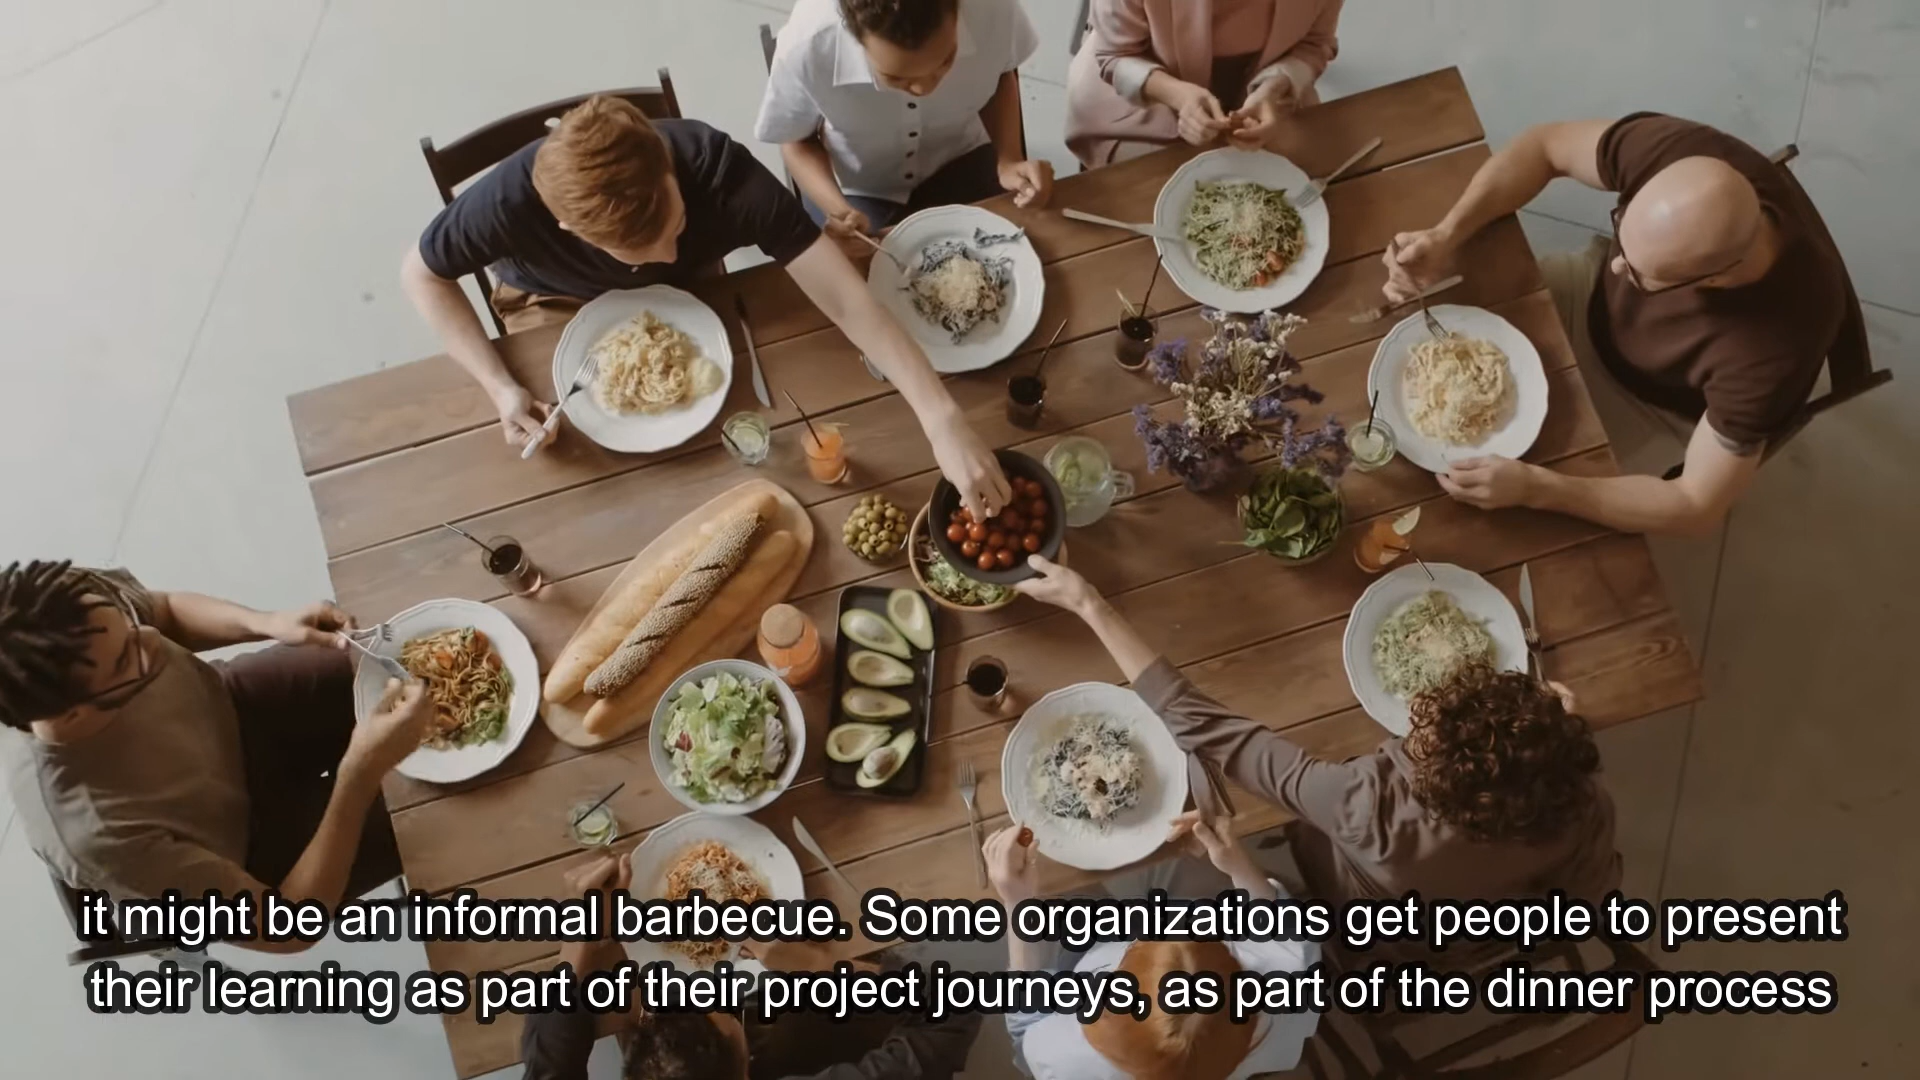 it might be an informal barbecue. Some organizations get people to present
their learning as part of their project journeys, as part of the dinner process